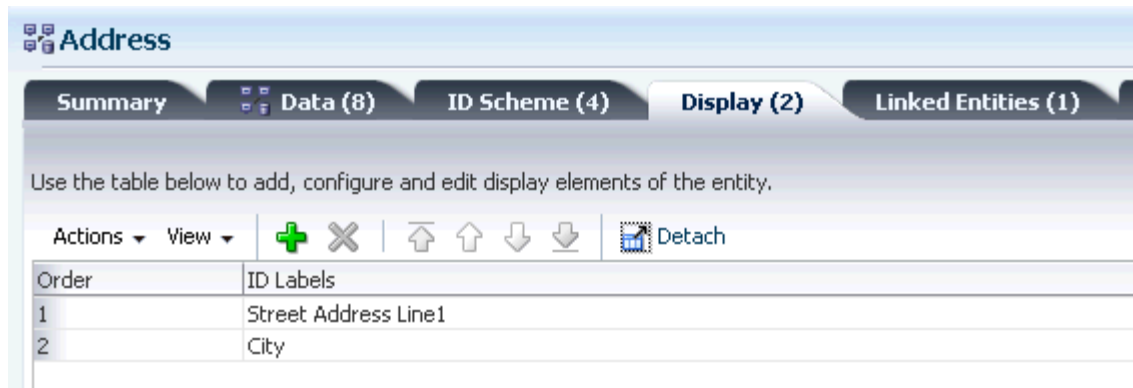 Address
Summary Data (8) ID Scheme (4) Display (2) Linked Entities (1)
Use the table below to add, configure and edit display elements of the entity.
Actions View Detach
Order ID Labels
1 Street Address Line1
2 City